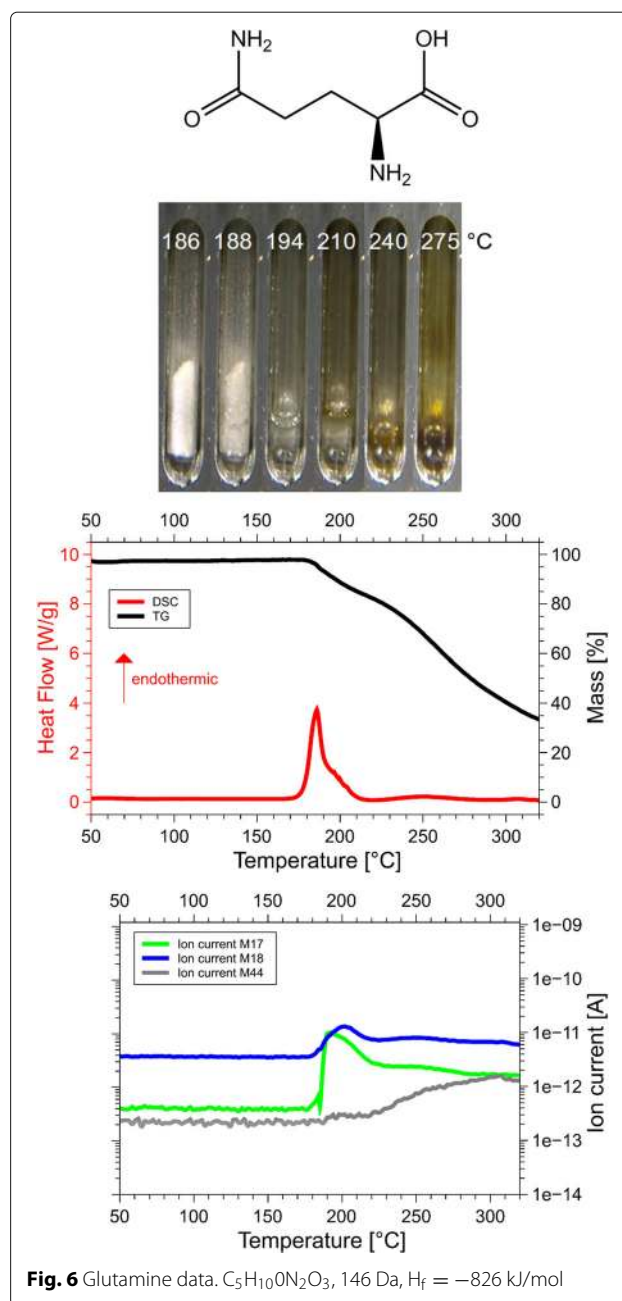 NH₂ OH
O O
NH₂
186 188 194 210 240 275 °C
50 100 150 200 250 300
10 100
8 80
6 60
4 40
2 20
0 0
Heat Flow [W/g]
Mass [%]
DSC
TG
endothermic
50 100 150 200 250 300
Temperature [°C]
50 100 150 200 250 300
Ion current M17
Ion current M18
Ion current M44
1e-09
1e-10
1e-11
1e-12
1e-13
1e-14
Ion current [A]
50 100 150 200 250 300
Temperature [°C]
Fig. 6 Glutamine data. C₅H₁₀0N₂O₃, 146 Da, H_f = −826 kJ/mol